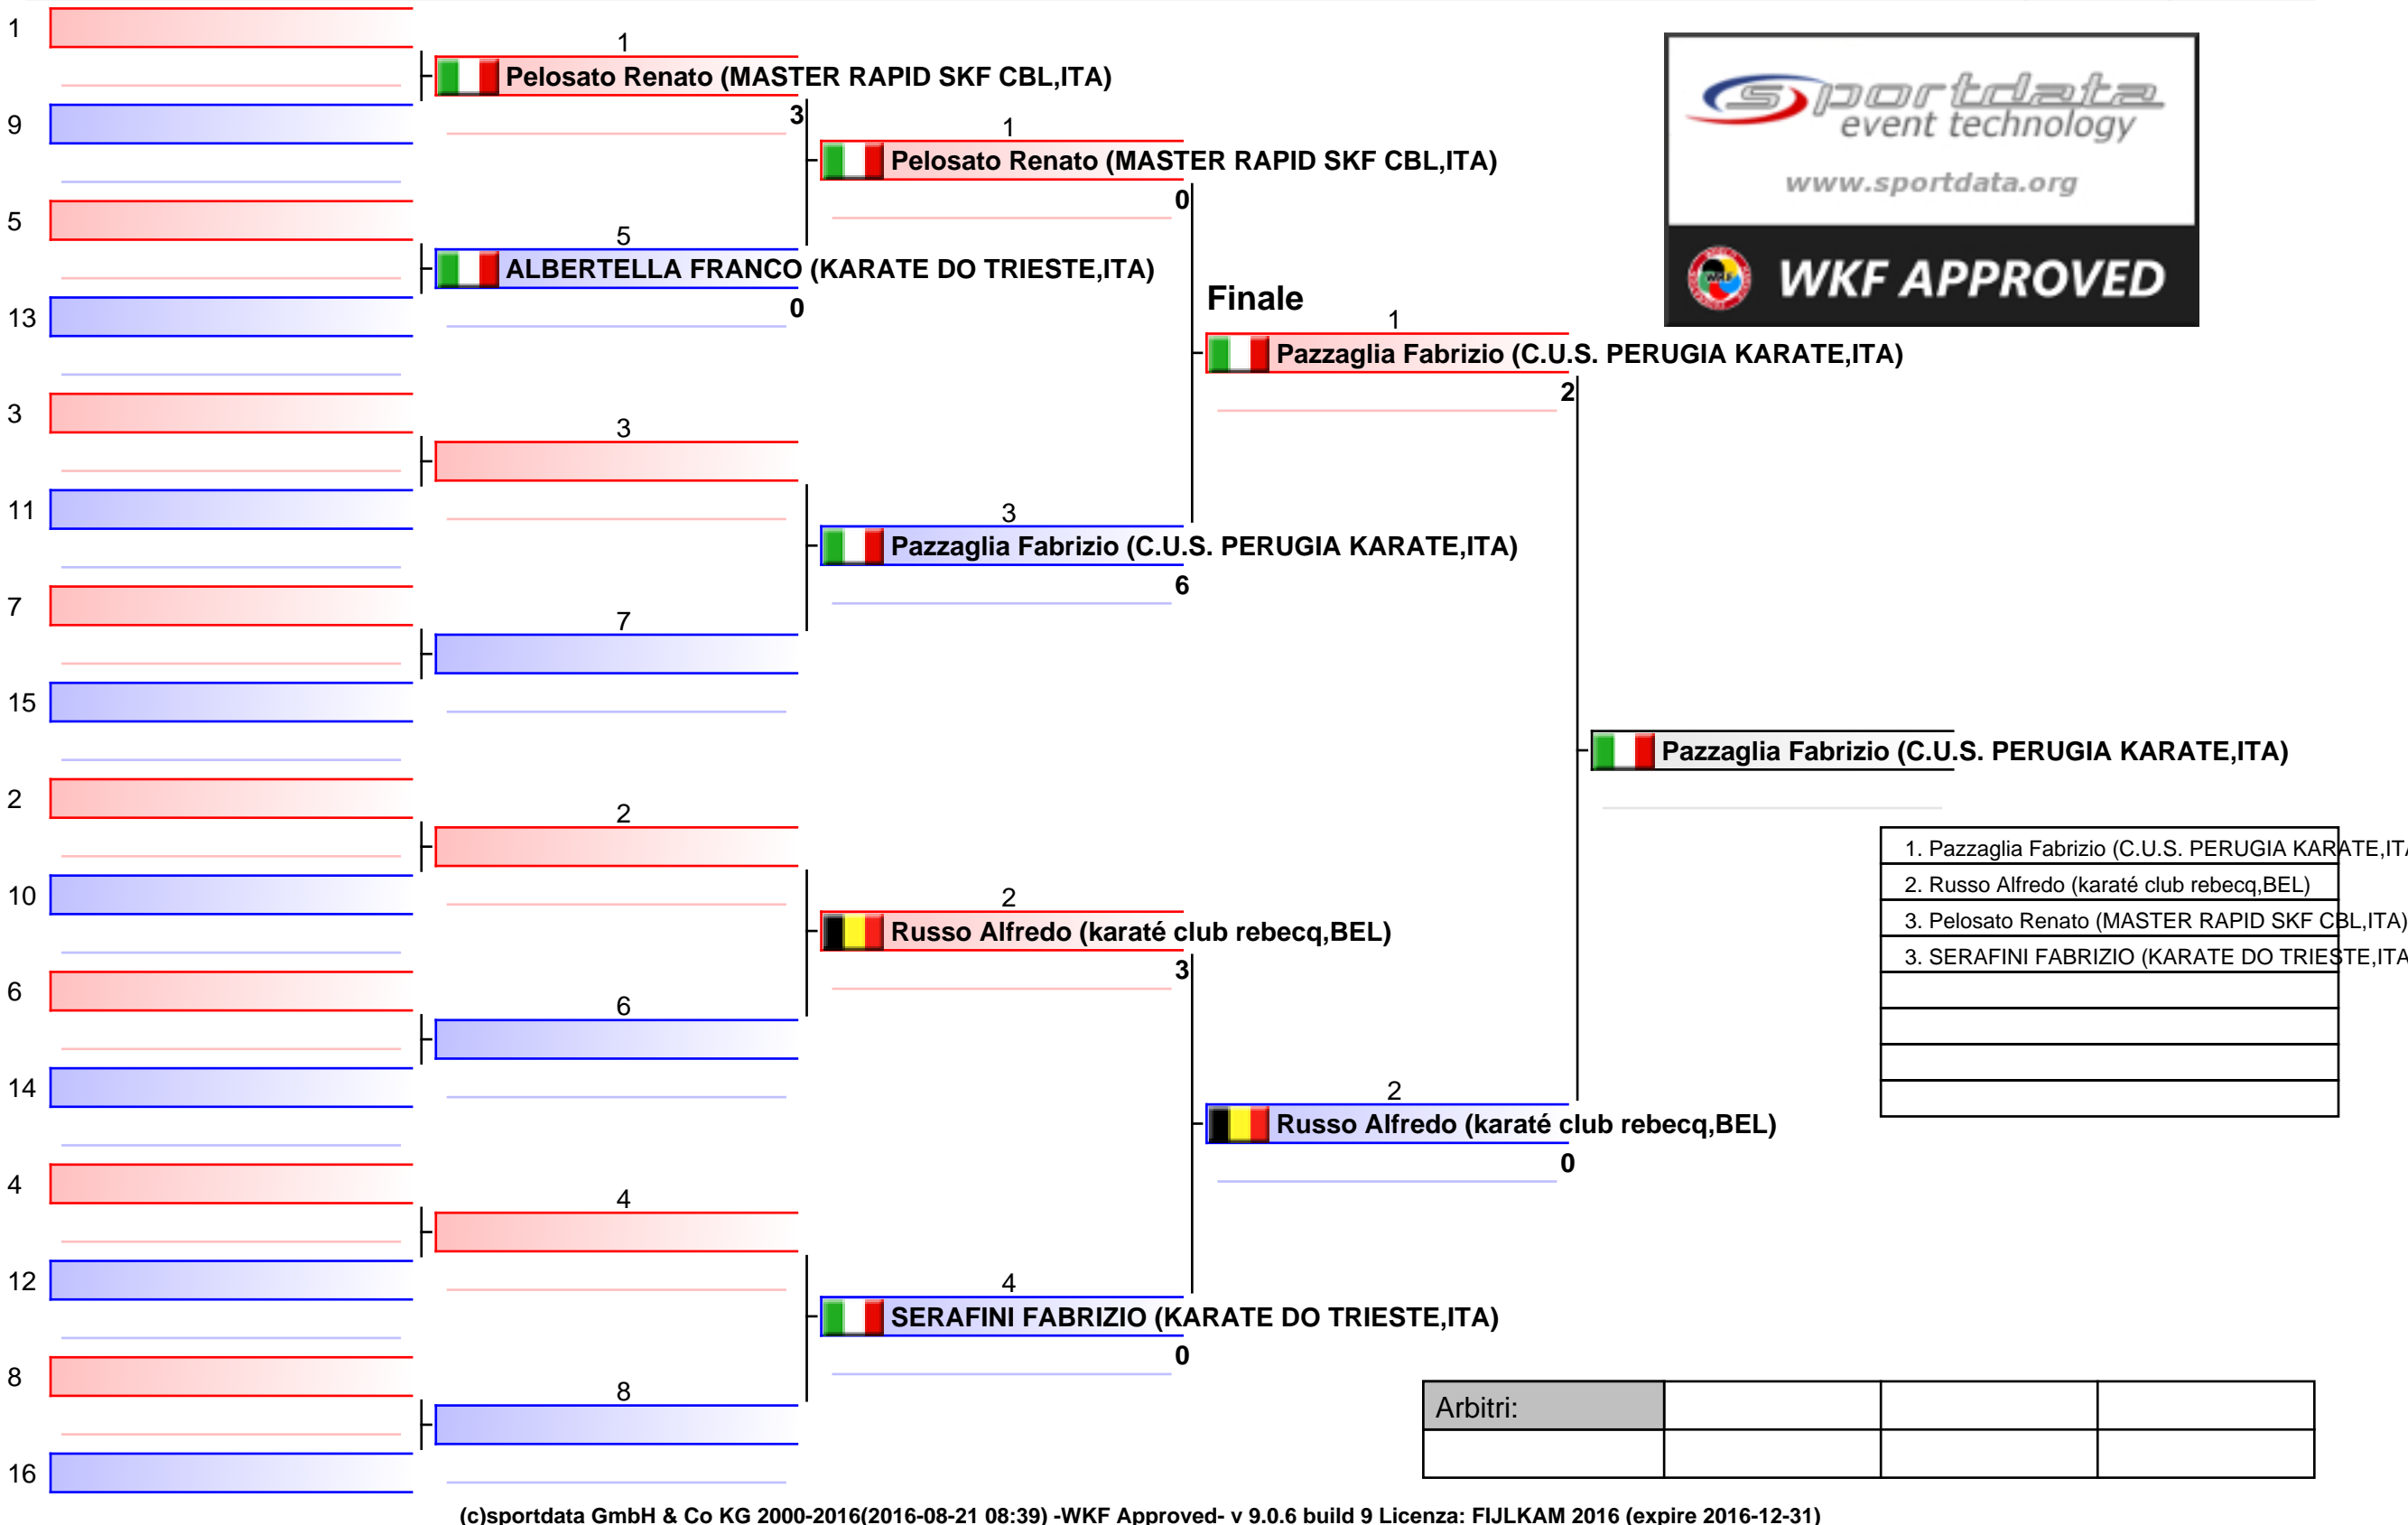 1
1
Pelosato Renato (MASTER RAPID SKF CBL,ITA)
3
9
1
Pelosato Renato (MASTER RAPID SKF CBL,ITA)
0
5
5
ALBERTELLA FRANCO (KARATE DO TRIESTE,ITA)
0
13
Finale
1
Pazzaglia Fabrizio (C.U.S. PERUGIA KARATE,ITA)
2
3
3
11
3
Pazzaglia Fabrizio (C.U.S. PERUGIA KARATE,ITA)
6
7
7
15
Pazzaglia Fabrizio (C.U.S. PERUGIA KARATE,ITA)
2
2
10
2
Russo Alfredo (karaté club rebecq,BEL)
3
6
6
14
2
Russo Alfredo (karaté club rebecq,BEL)
0
4
4
12
4
SERAFINI FABRIZIO (KARATE DO TRIESTE,ITA)
0
8
8
16
sportdata
event technology
www.sportdata.org
WKF
WKF APPROVED
1. Pazzaglia Fabrizio (C.U.S. PERUGIA KARATE,ITA
2. Russo Alfredo (karaté club rebecq,BEL)
3. Pelosato Renato (MASTER RAPID SKF CBL,ITA)
3. SERAFINI FABRIZIO (KARATE DO TRIESTE,ITA
Arbitri:
(c)sportdata GmbH & Co KG 2000-2016(2016-08-21 08:39) -WKF Approved- v 9.0.6 build 9 Licenza: FIJLKAM 2016 (expire 2016-12-31)